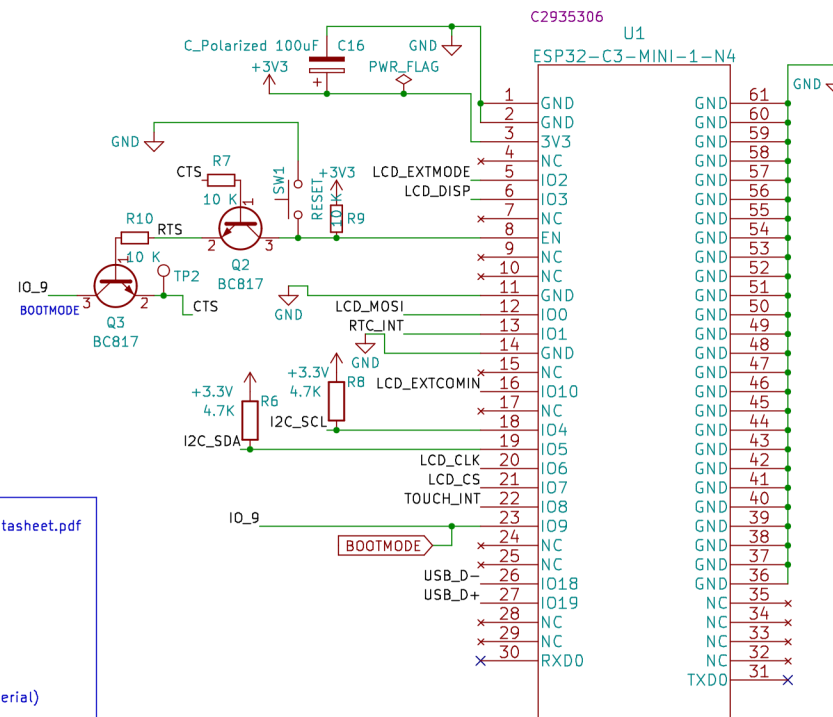 C2935306
U1
ESP32-C3-MINI-1-N4
C_Polarized 100uF C16
GND
+3V3
PWR_FLAG
+
GND
GND
CTS
R7
10 K
SW1
RESET
+3V3
10 K
R9
R10
RTS
10 K
1
2
3
Q2
BC817
TP2
IO_9
BOOTMODE
3
1
2
CTS
Q3
BC817
LCD_EXTMODE
LCD_DISP
GND
LCD_MOSI
RTC_INT
GND
+3.3V
4.7K
R8
LCD_EXTCOMIN
+3.3V
4.7K
R6
I2C_SCL
I2C_SDA
LCD_CLK
LCD_CS
TOUCH_INT
IO_9
BOOTMODE
USB_D-
USB_D+
1 GND
2 GND
3 3V3
4 NC
5 IO2
6 IO3
7 NC
8 EN
9 NC
10 NC
11 GND
12 IO0
13 IO1
14 GND
15 NC
16 IO10
17 NC
18 IO4
19 IO5
20 IO6
21 IO7
22 IO8
23 IO9
24 NC
25 NC
26 IO18
27 IO19
28 NC
29 NC
30 RXD0
GND 61
GND 60
GND 59
GND 58
GND 57
GND 56
GND 55
GND 54
GND 53
GND 52
GND 51
GND 50
GND 49
GND 48
GND 47
GND 46
GND 45
GND 44
GND 43
GND 42
GND 41
GND 40
GND 39
GND 38
GND 37
GND 36
NC 35
NC 34
NC 33
NC 32
TXD0 31
tasheet.pdf
erial)